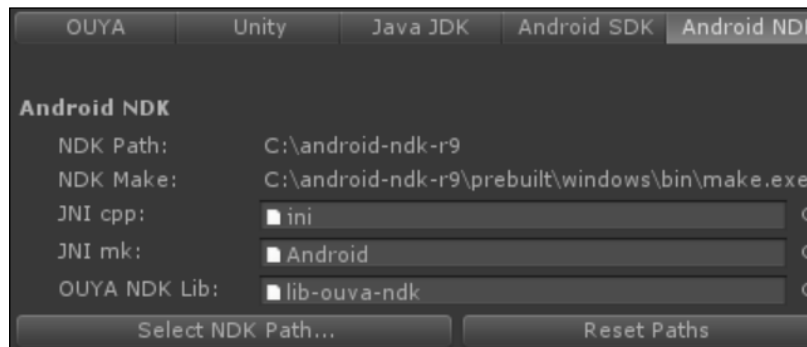 OUYA Unity Java JDK Android SDK Android NDK
Android NDK
NDK Path: C:\android-ndk-r9
NDK Make: C:\android-ndk-r9\prebuilt\windows\bin\make.exe
JNI cpp: jni
JNI mk: Android
OUYA NDK Lib: lib-ouya-ndk
Select NDK Path... Reset Paths